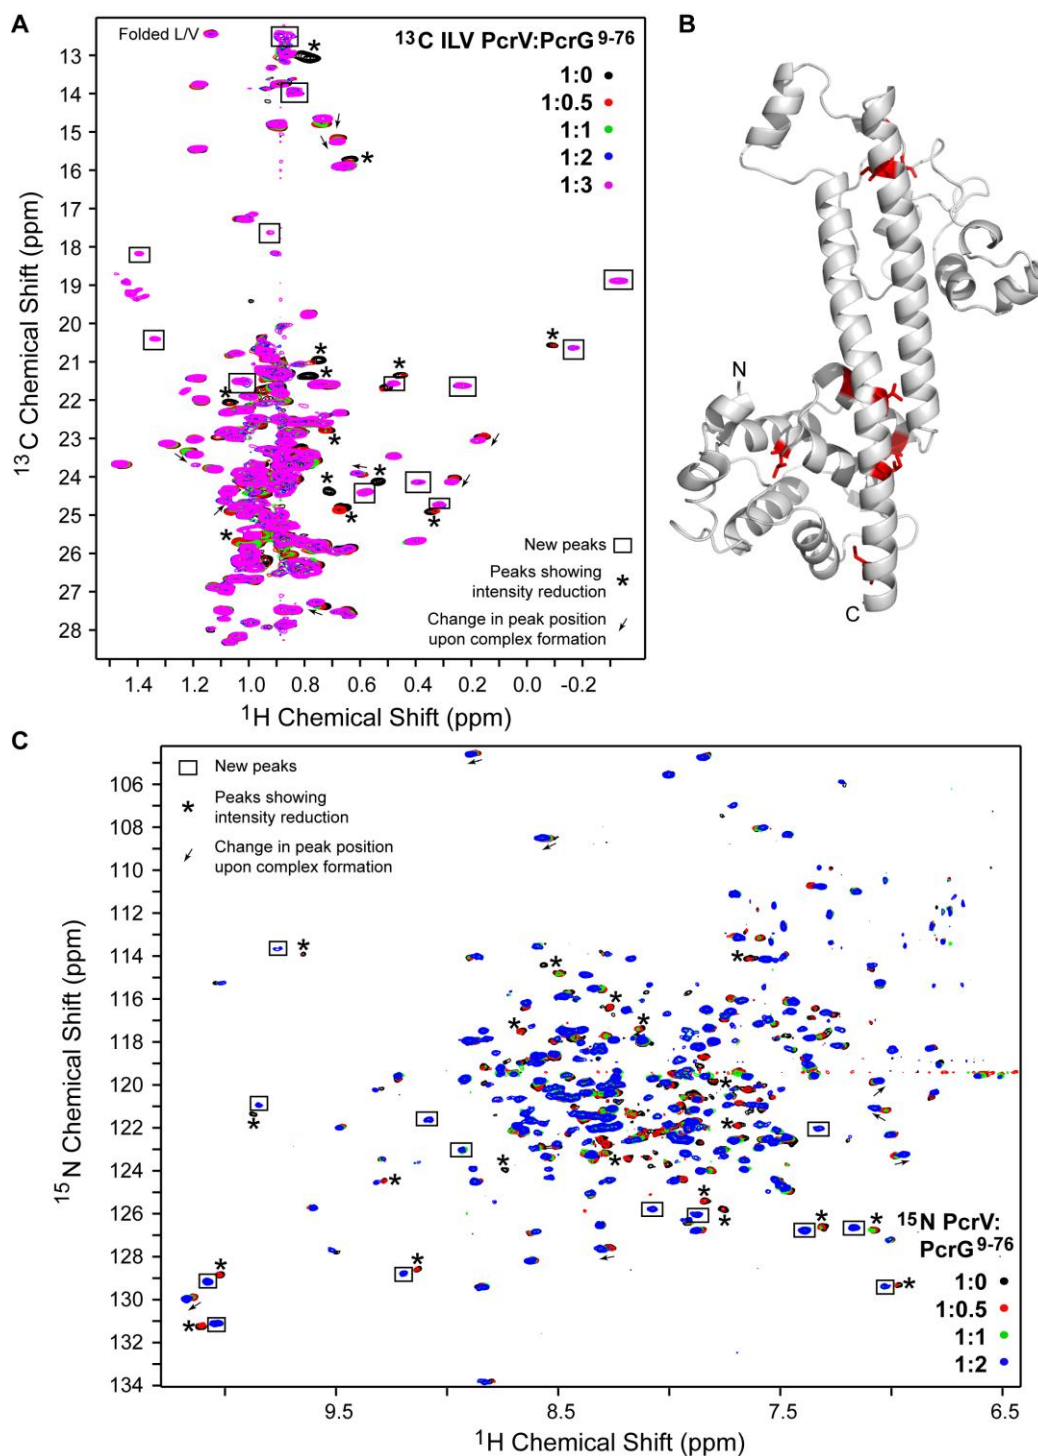 A
Folded L/V
13C ILV PcrV:PcrG9-76
1:0
1:0.5
1:1
1:2
1:3
13
14
15
16
17
18
19
20
21
22
23
24
25
26
27
28
13C Chemical Shift (ppm)
New peaks
Peaks showing
intensity reduction
Change in peak position
upon complex formation
1.4 1.2 1.0 0.8 0.6 0.4 0.2 0.0 -0.2
1H Chemical Shift (ppm)
B
N
C
C
New peaks
Peaks showing
intensity reduction
Change in peak position
upon complex formation
106
108
110
112
114
116
118
120
122
124
126
128
130
132
134
15N Chemical Shift (ppm)
15N PcrV:
PcrG9-76
1:0
1:0.5
1:1
1:2
9.5 8.5 7.5 6.5
1H Chemical Shift (ppm)